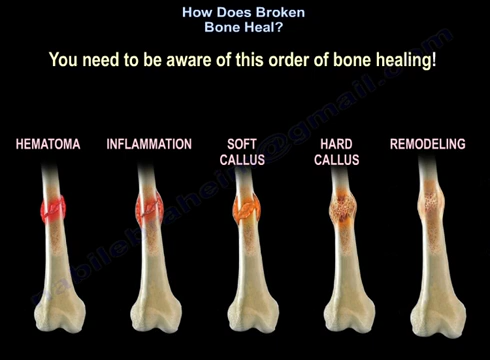 How Does Broken
Bone Heal?
You need to be aware of this order of bone healing!
HEMATOMA
INFLAMMATION
SOFT
CALLUS
HARD
CALLUS
REMODELING